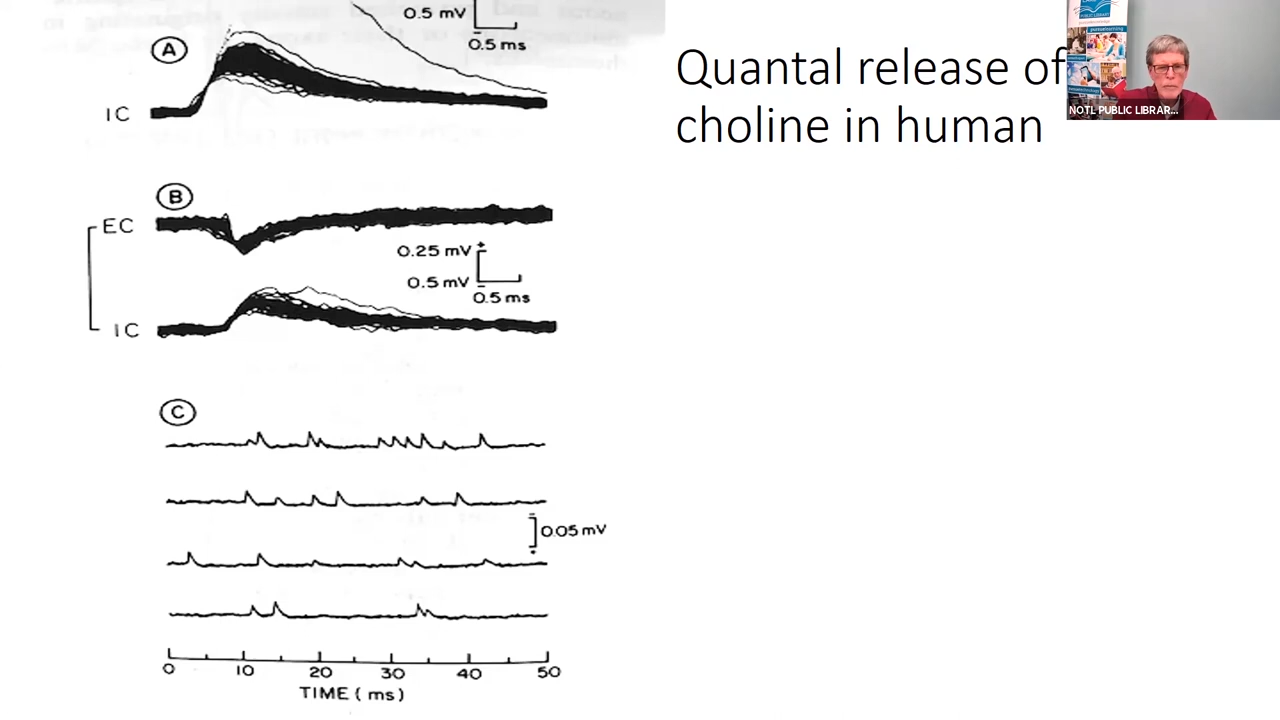 0.5 mV
0.5 ms
A
IC
Quantal release of
choline in human
PUBLIC LIBRARY
NOTL PUBLIC LIBRAR...
B
EC
0.25 mV +
0.5 mV -
0.5 ms
IC
C
0.05 mV
0 10 20 30 40 50
TIME ( ms)